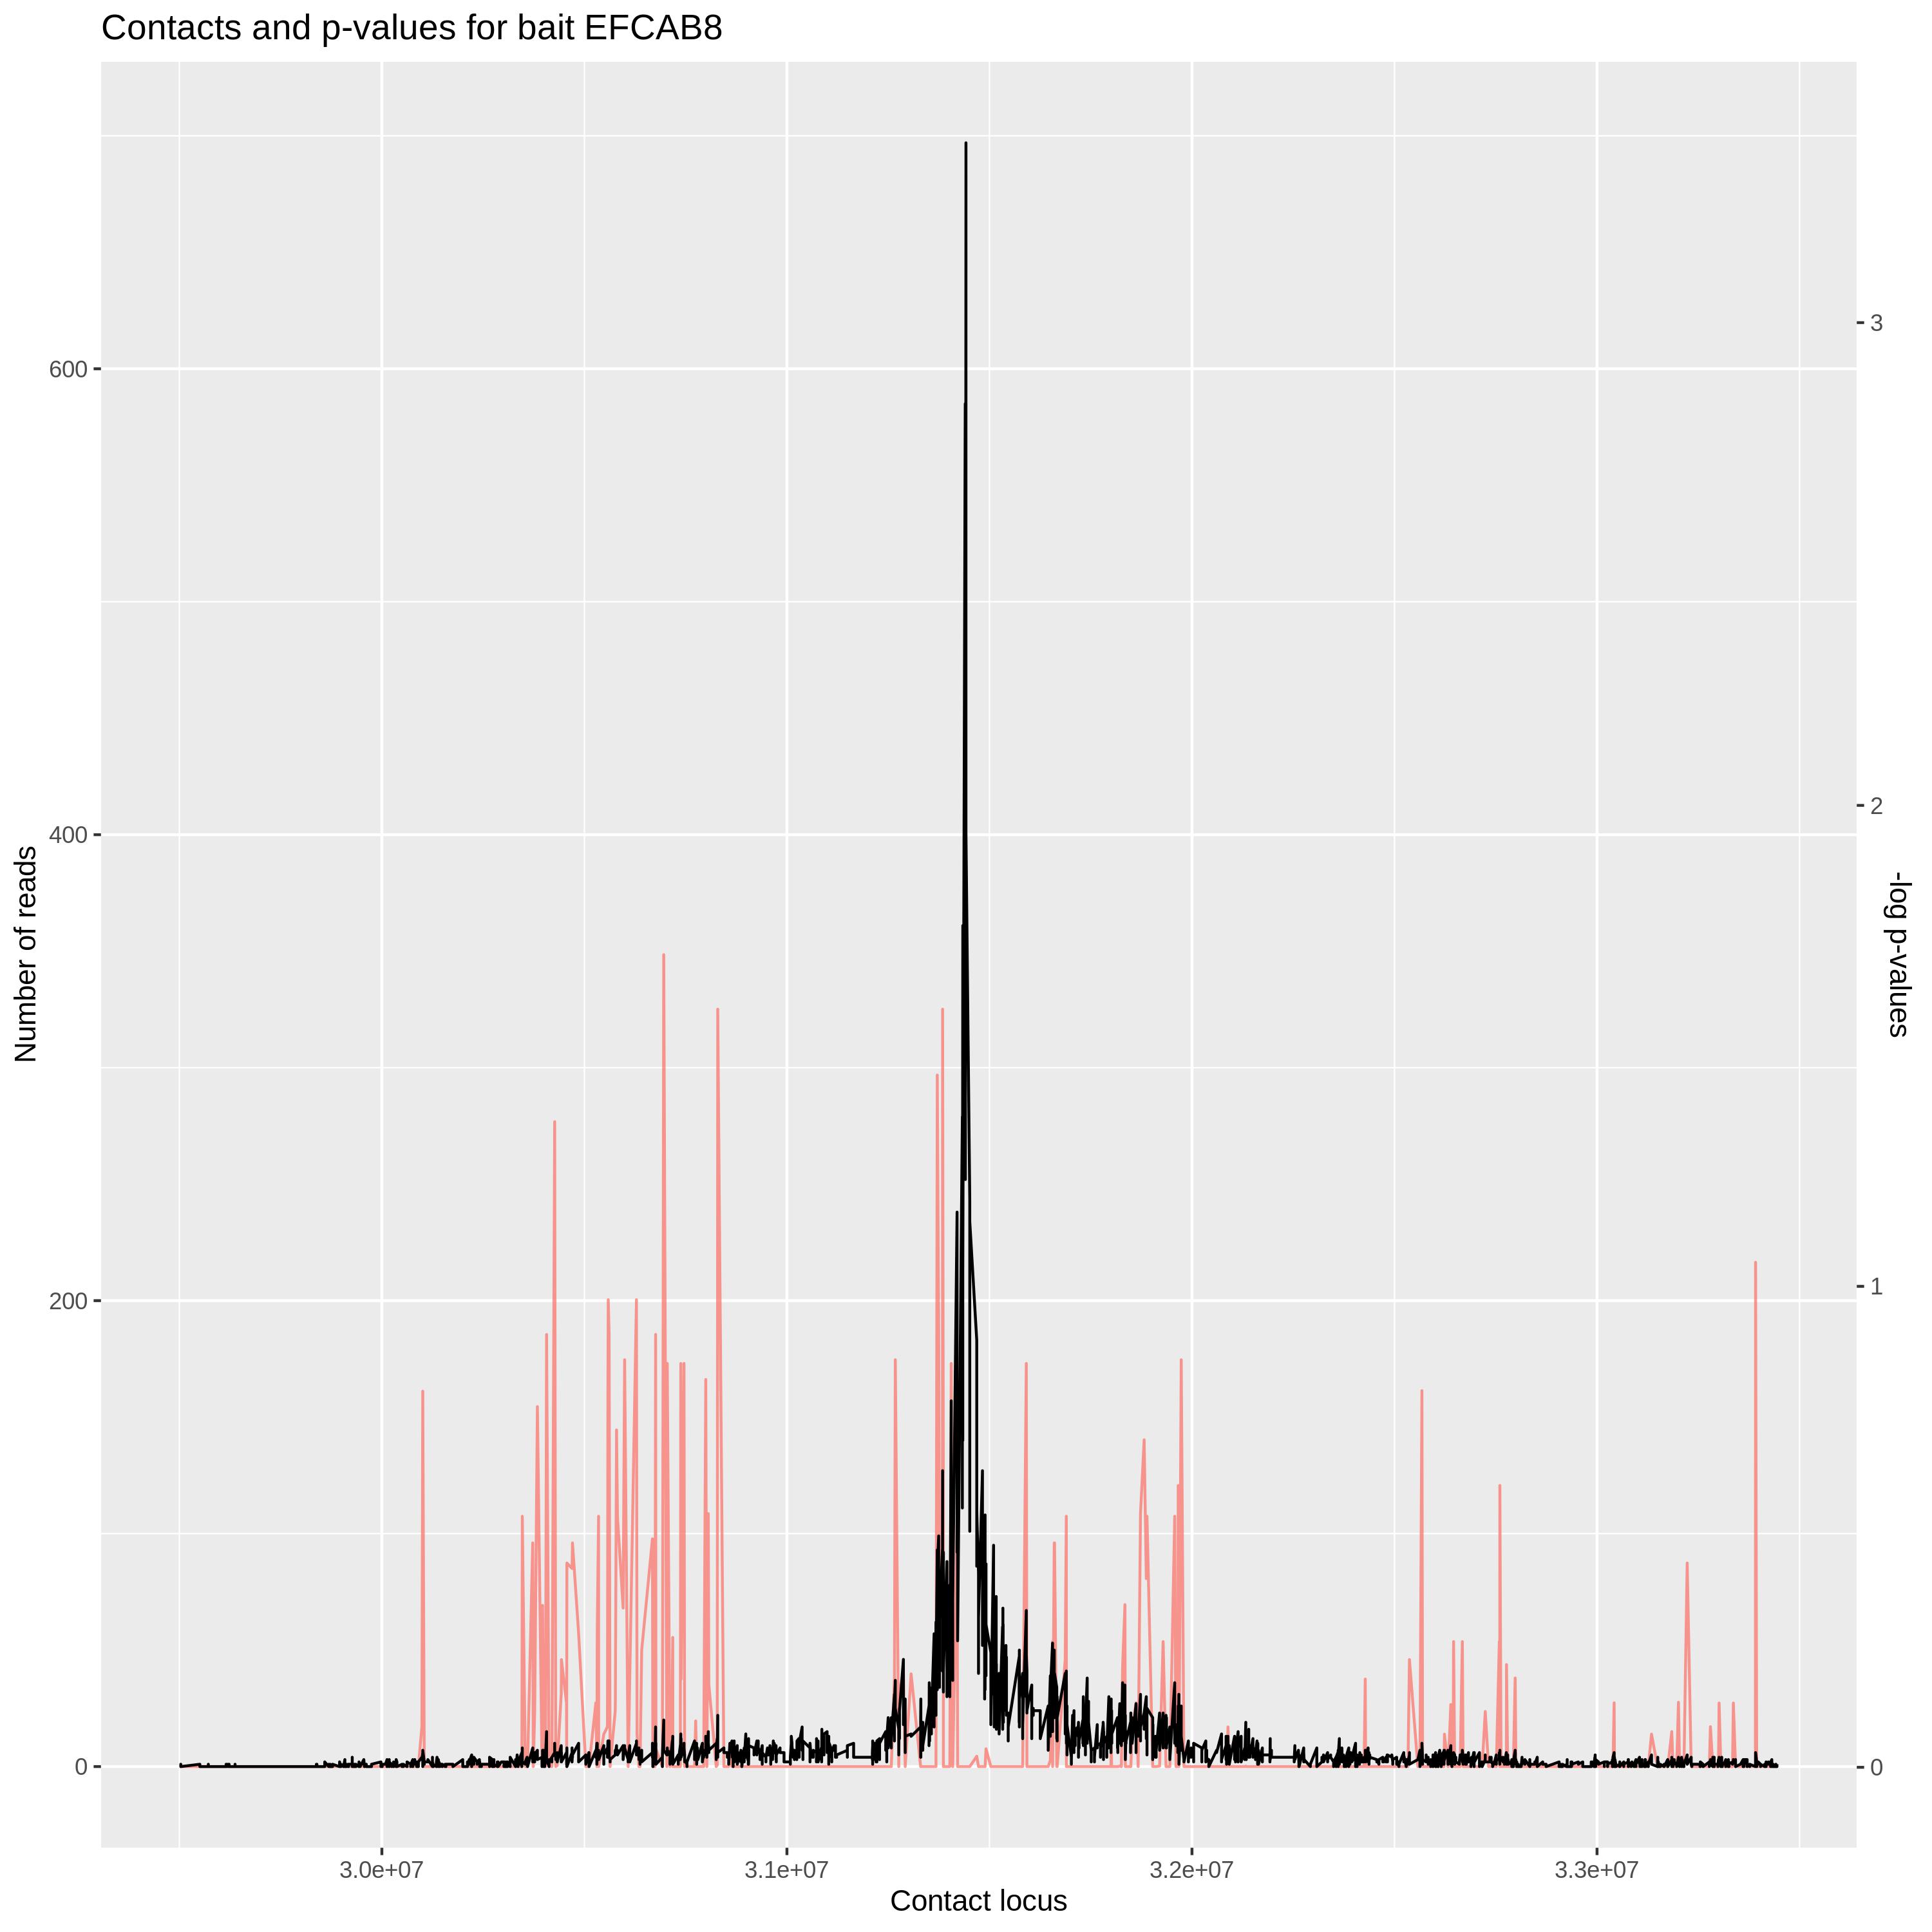 Contacts and p-values for bait EFCAB8
600
400
200
0
Number of reads
3
2
1
0
-log p-values
3.0e+07
3.1e+07
3.2e+07
3.3e+07
Contact locus